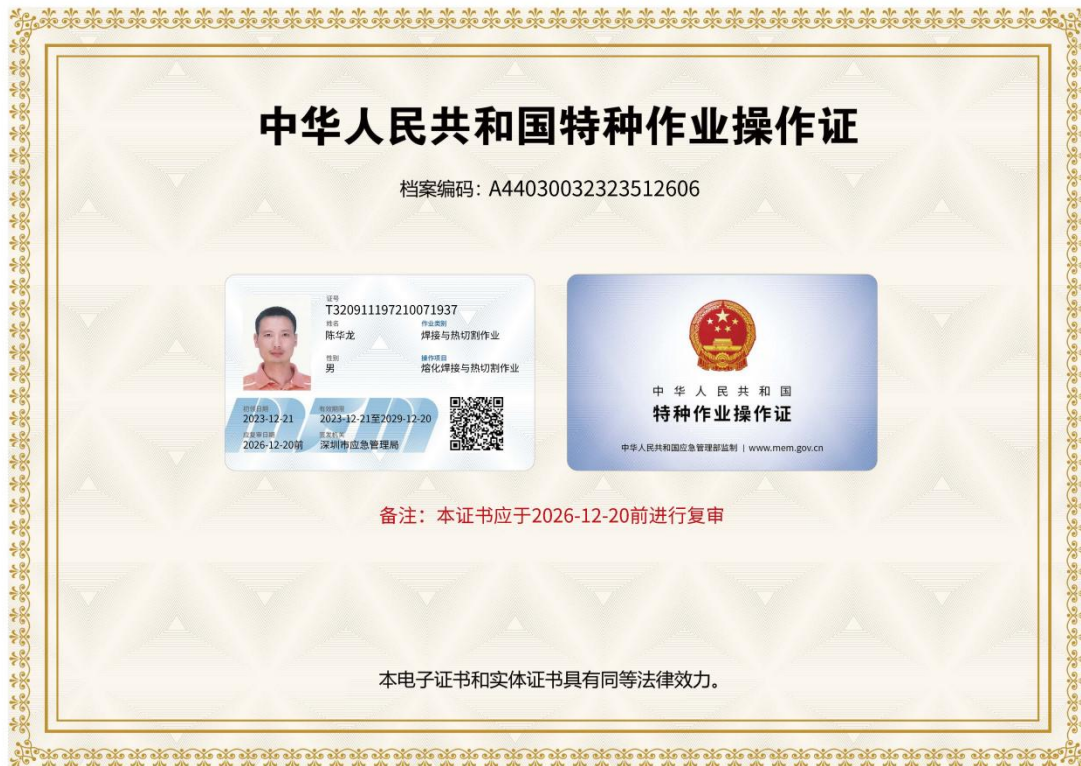 中华人民共和国特种作业操作证
档案编码：A44030032323512606
证号
T320911197210071937
姓名 作业类别
陈华龙 焊接与热切割作业
性别 操作项目
男 熔化焊接与热切割作业
初领日期 有效期限
2023-12-21 2023-12-21至2029-12-20
应复审日期 签发机关
2026-12-20前 深圳市应急管理局
中华人民共和国
特种作业操作证
中华人民共和国应急管理部监制 | www.mem.gov.cn
备注：本证书应于2026-12-20前进行复审
本电子证书和实体证书具有同等法律效力。